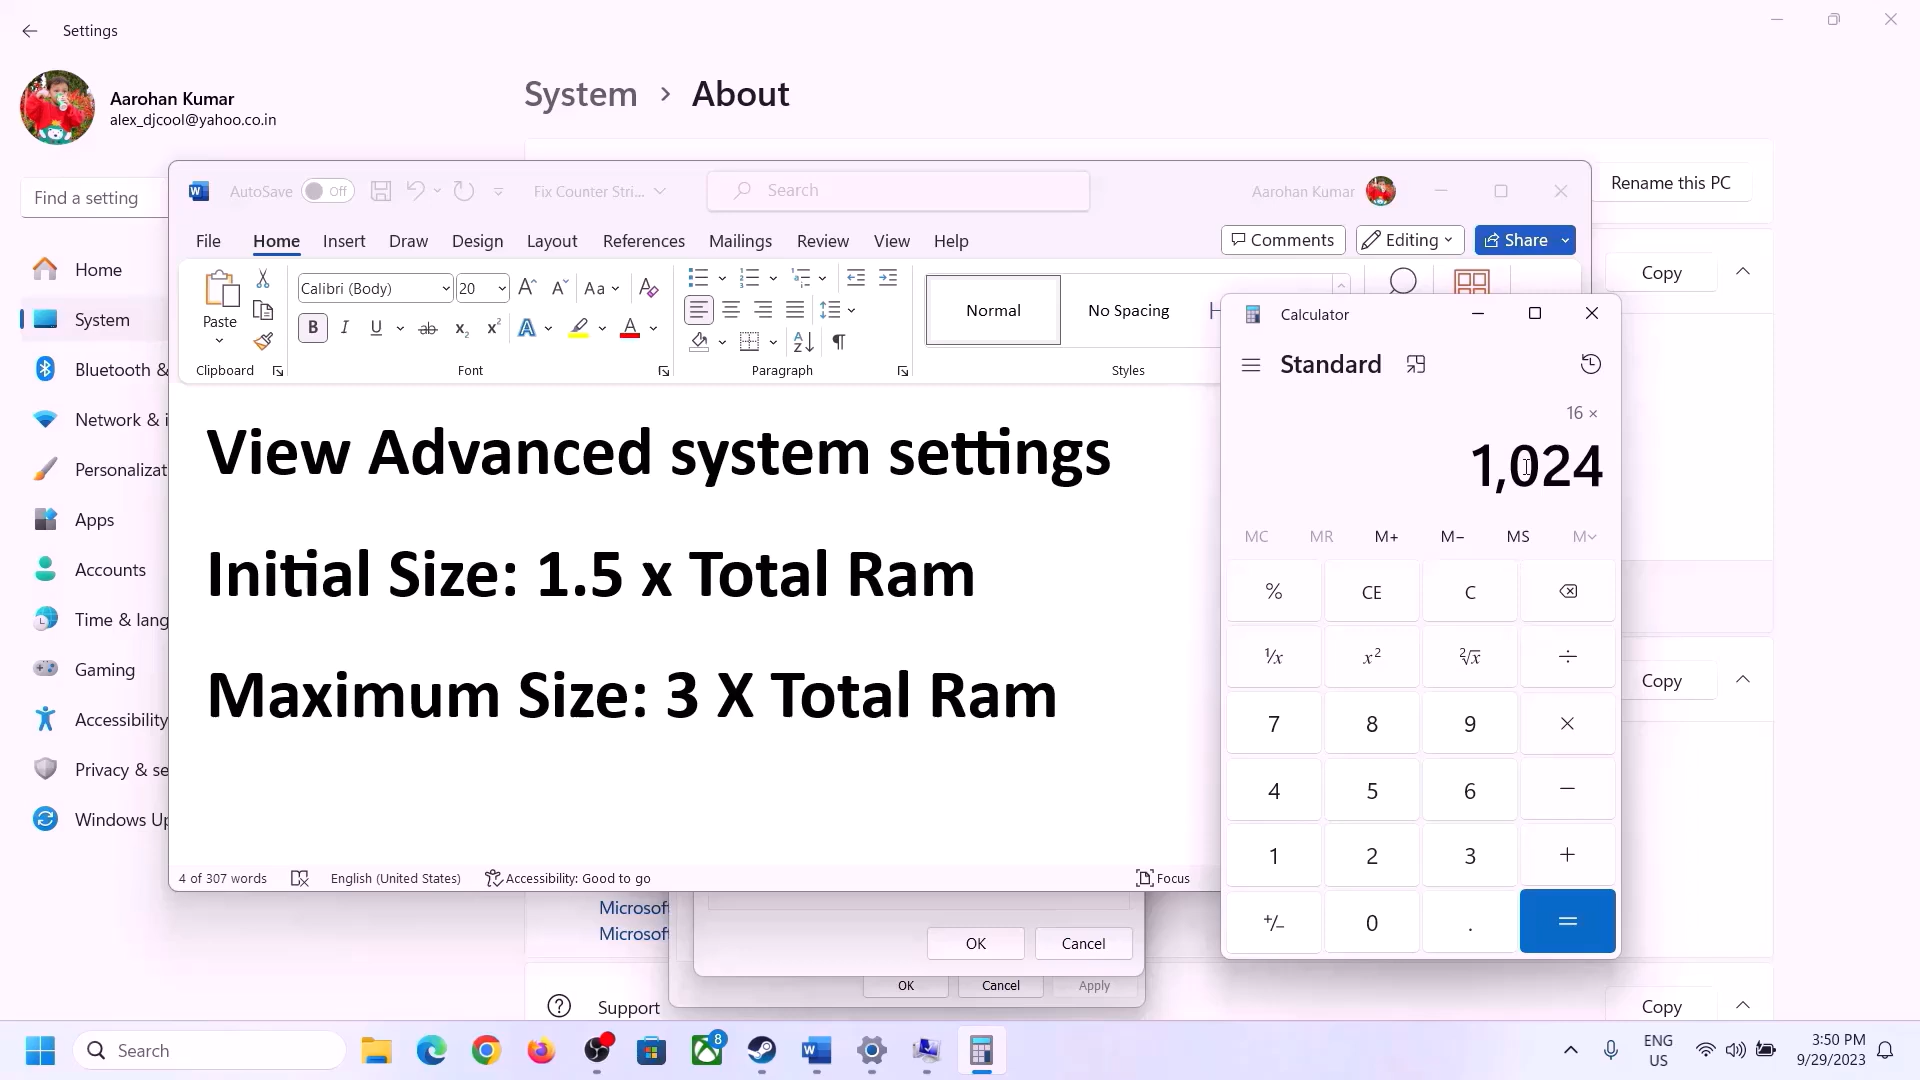 Settings
Aarohan Kumar
alex_djcool@yahoo.co.in
System > About
Find a setting
Rename this PC
Home
System
Bluetooth &
Network & i
Personalizat
Apps
Accounts
Time & lang
Gaming
Accessibility
Privacy & se
Windows Up
Copy
Copy
Copy
AutoSave Off
Fix Counter Stri...
Search
Aarohan Kumar
File Home Insert Draw Design Layout References Mailings Review View Help
Comments Editing Share
Paste
Calibri (Body) 20
Normal
No Spacing
Clipboard Font Paragraph Styles
View Advanced system settings
Initial Size: 1.5 x Total Ram
Maximum Size: 3 X Total Ram
4 of 307 words English (United States) Accessibility: Good to go Focus
Calculator
Standard
16 ×
1,024
MC MR M+ M− MS M
% CE C
⅟x x² ²√x ÷
7 8 9 ×
4 5 6 −
1 2 3 +
+/− 0 . =
Microsof
Microsof
OK Cancel
OK Cancel Apply
Support
Search
8
ENG
US
3:50 PM
9/29/2023